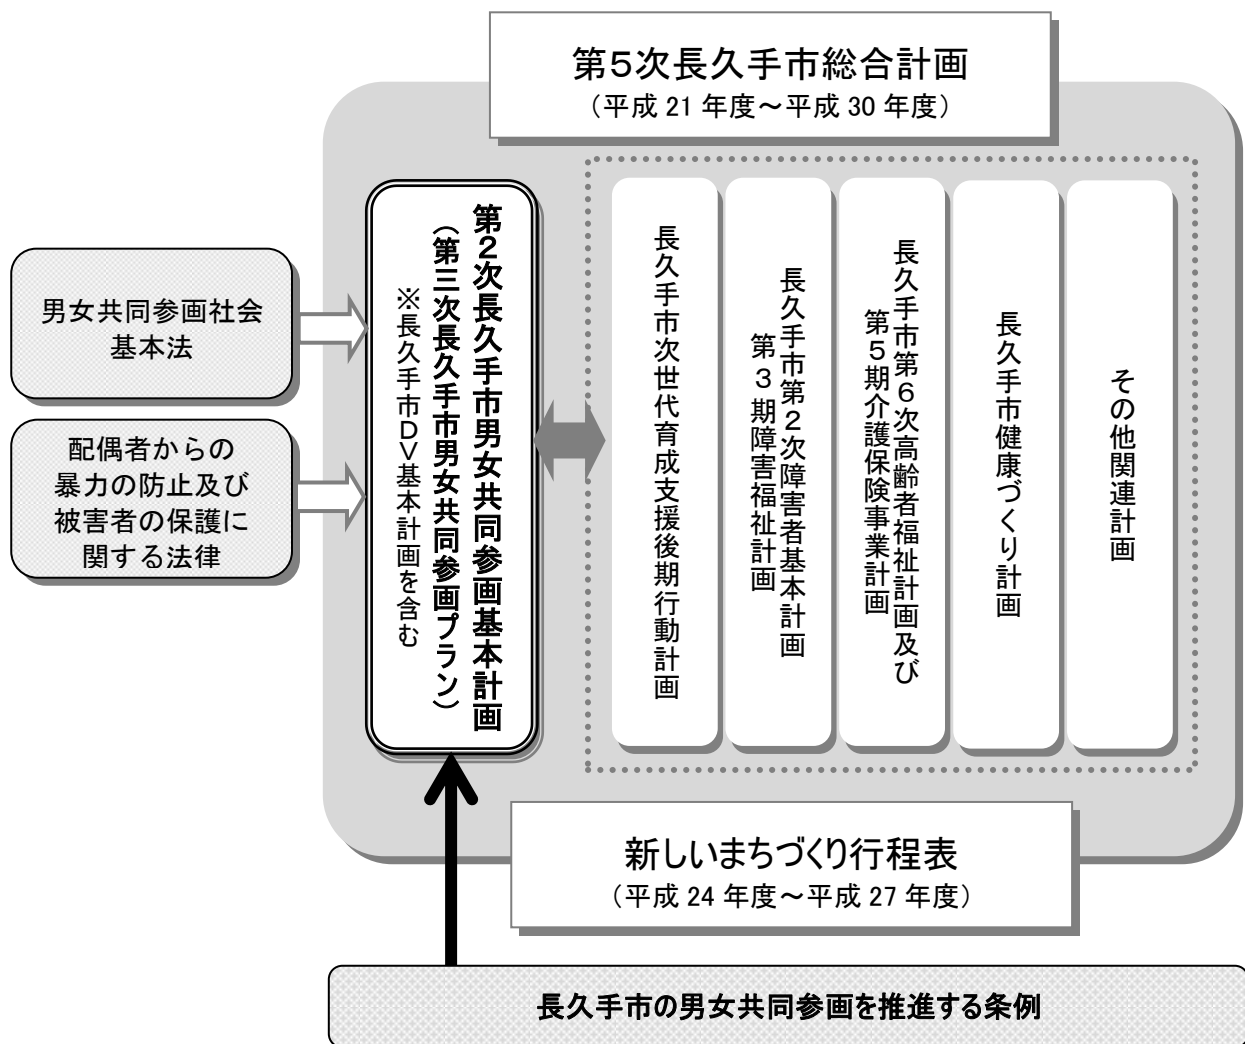 第5次長久手市総合計画
（平成 21 年度～平成 30 年度）
男女共同参画社会
基本法
配偶者からの
暴力の防止及び
被害者の保護に
関する法律
第2次長久手市男女共同参画基本計画
（第三次長久手市男女共同参画プラン）
※長久手市DV基本計画を含む
長久手市次世代育成支援後期行動計画
長久手市第2次障害者基本計画
第3期障害福祉計画
長久手市第6次高齢者福祉計画及び
第5期介護保険事業計画
長久手市健康づくり計画
その他関連計画
新しいまちづくり行程表
（平成 24 年度～平成 27 年度）
長久手市の男女共同参画を推進する条例